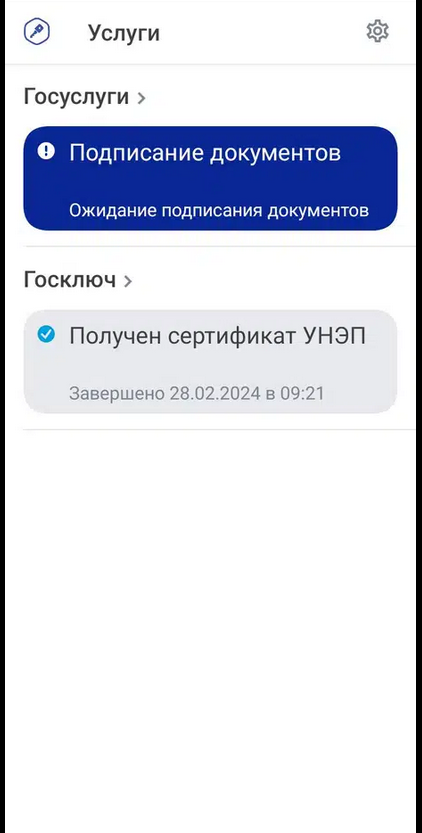 Услуги
Госуслуги
Подписание документов
Ожидание подписания документов
Госключ
Получен сертификат УНЭП
Завершено 28.02.2024 в 09:21